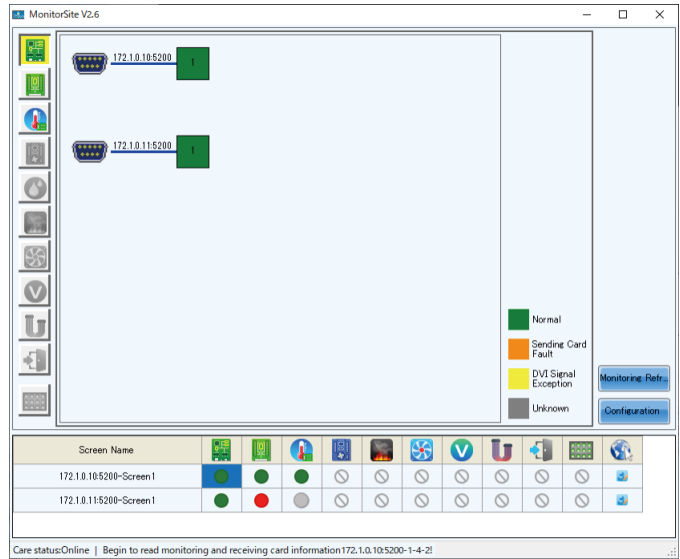 MonitorSite V2.6
172.1.0.10:5200
1
172.1.0.11:5200
1
Normal
Sending Card
Fault
DVI Signal
Exception
Unknown
Monitoring Refr...
Configuration
Screen Name
172.1.0.10:5200-Screen1
172.1.0.11:5200-Screen1
Care status:Online | Begin to read monitoring and receiving card information172.1.0.10:5200-1-4-2!